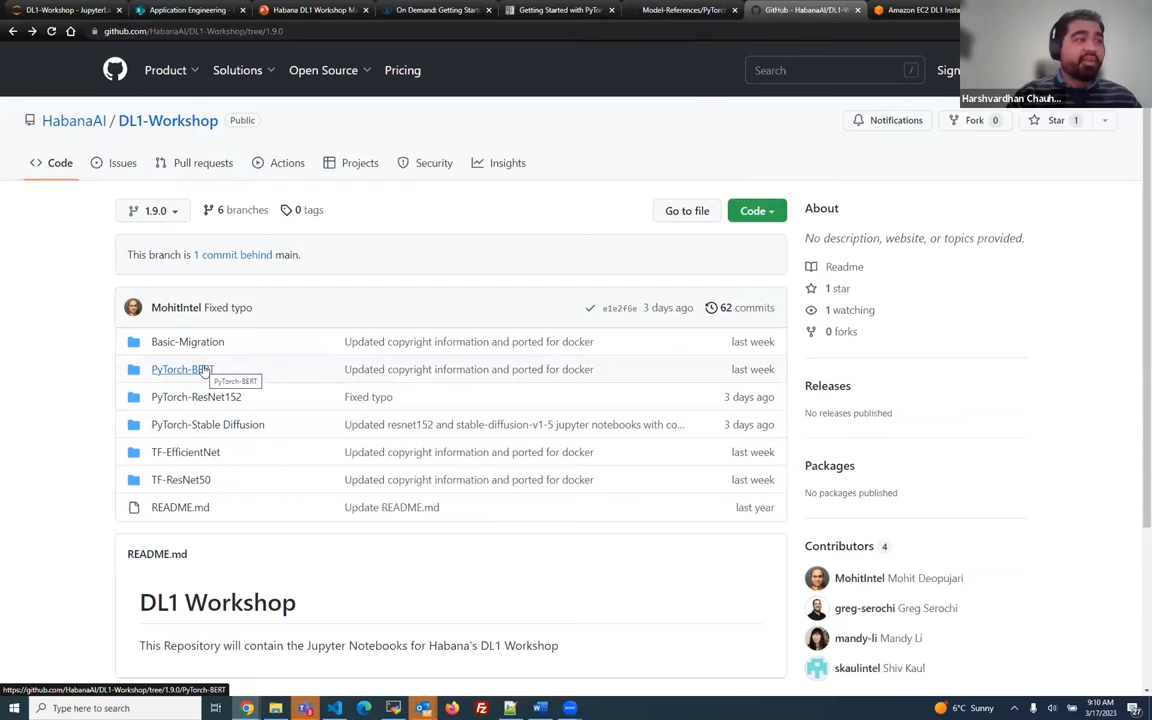 DL1-Workshop - JupyterL
Application Engineering -
Habana DL1 Workshop M
On Demand: Getting Star
Getting Started with PyTo
Model-References/PyTorch
GitHub - HabanaAI/DL1-W
Amazon EC2 DL1 Insta
github.com/HabanaAI/DL1-Workshop/tree/1.9.0
Product
Solutions
Open Source
Pricing
Search
/
Sign
Harshvardhan Chauh...
HabanaAI / DL1-Workshop
Public
Notifications
Fork 0
Star 1
Code
Issues
Pull requests
Actions
Projects
Security
Insights
1.9.0
6 branches
0 tags
Go to file
Code
This branch is 1 commit behind main.
MohitIntel Fixed typo
e1e2f6e 3 days ago
62 commits
Basic-Migration Updated copyright information and ported for docker last week
PyTorch-BERT Updated copyright information and ported for docker last week
PyTorch-BERT
PyTorch-ResNet152 Fixed typo 3 days ago
PyTorch-Stable Diffusion Updated resnet152 and stable-diffusion-v1-5 jupyter notebooks with co... 3 days ago
TF-EfficientNet Updated copyright information and ported for docker last week
TF-ResNet50 Updated copyright information and ported for docker last week
README.md Update README.md last year
README.md
DL1 Workshop
This Repository will contain the Jupyter Notebooks for Habana's DL1 Workshop
About
No description, website, or topics provided.
Readme
1 star
1 watching
0 forks
Releases
No releases published
Packages
No packages published
Contributors 4
MohitIntel Mohit Deopujari
greg-serochi Greg Serochi
mandy-li Mandy Li
skaulintel Shiv Kaul
https://github.com/HabanaAI/DL1-Workshop/tree/1.9.0/PyTorch-BERT
Type here to search
6°C Sunny
9:10 AM
3/17/2023
27